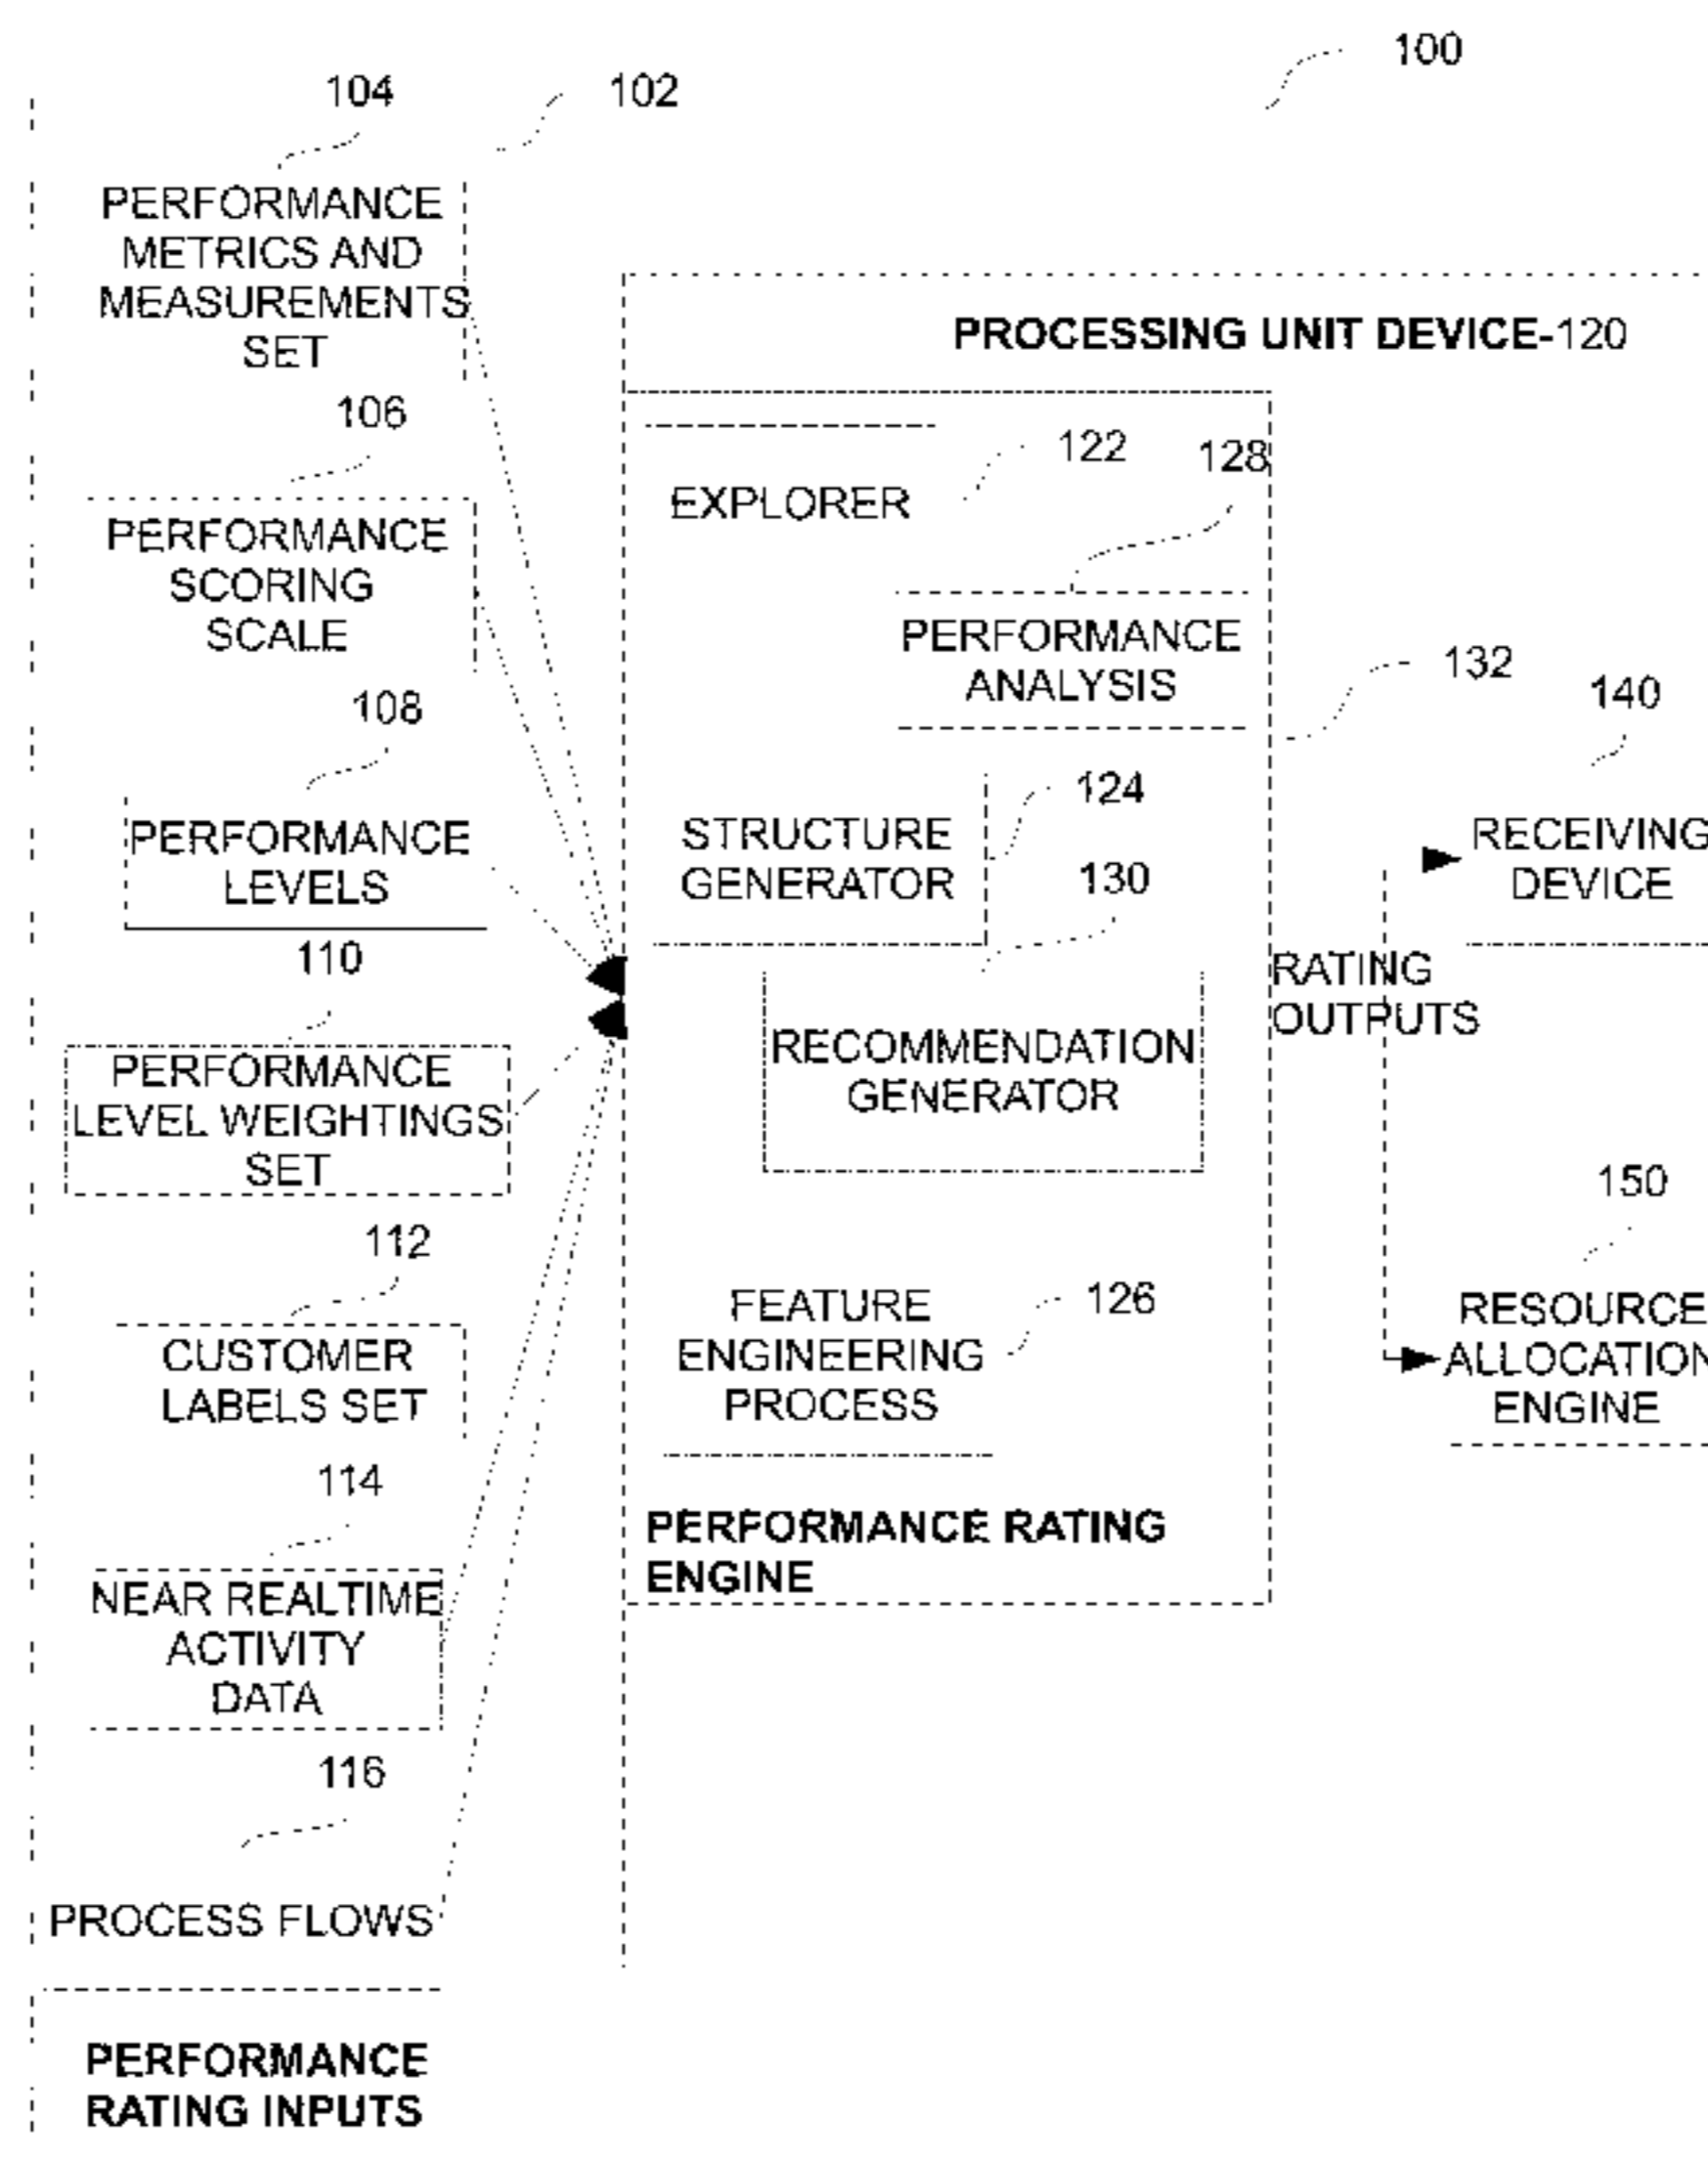 100
104
102
PERFORMANCE
METRICS AND
MEASUREMENTS
SET
106
PERFORMANCE
SCORING
SCALE
108
PERFORMANCE
LEVELS
110
PERFORMANCE
LEVEL WEIGHTINGS
SET
112
CUSTOMER
LABELS SET
114
NEAR REALTIME
ACTIVITY
DATA
116
PROCESS FLOWS
PERFORMANCE
RATING INPUTS
PROCESSING UNIT DEVICE-120
122
128
EXPLORER
PERFORMANCE
ANALYSIS
132
124
STRUCTURE
GENERATOR
130
RECOMMENDATION
GENERATOR
126
FEATURE
ENGINEERING
PROCESS
PERFORMANCE RATING
ENGINE
RATING
OUTPUTS
140
RECEIVING
DEVICE
150
RESOURCE
ALLOCATION
ENGINE